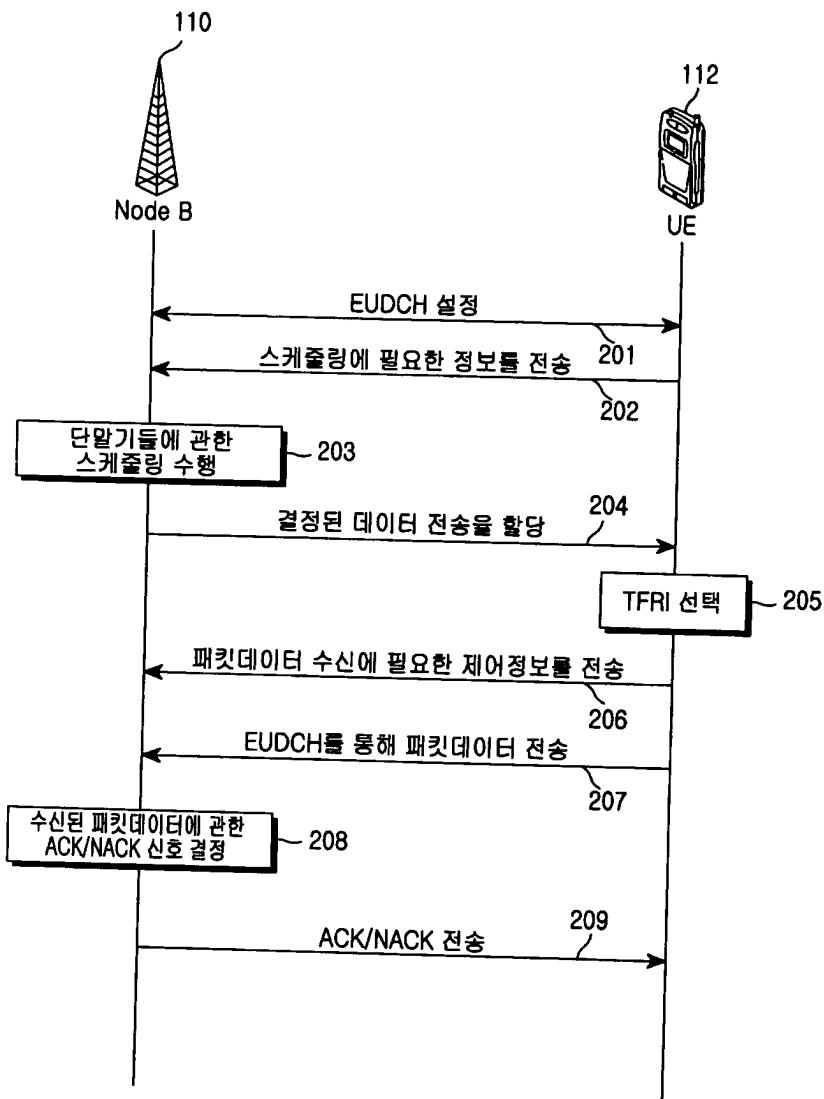 110
112
Node B
UE
EUDCH 설정
201
스케줄링에 필요한 정보를 전송
202
단말기들에 관한
스케줄링 수행
203
결정된 데이터 전송을 할당
204
TFRI 선택
205
패킷데이터 수신에 필요한 제어정보를 전송
206
EUDCH를 통해 패킷데이터 전송
207
수신된 패킷데이터에 관한
ACK/NACK 신호 결정
208
ACK/NACK 전송
209